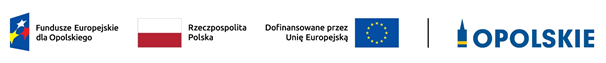 Fundusze Europejskie
dla Opolskiego
Rzeczpospolita
Polska
Dofinansowane przez
Unię Europejską
OPOLSKIE